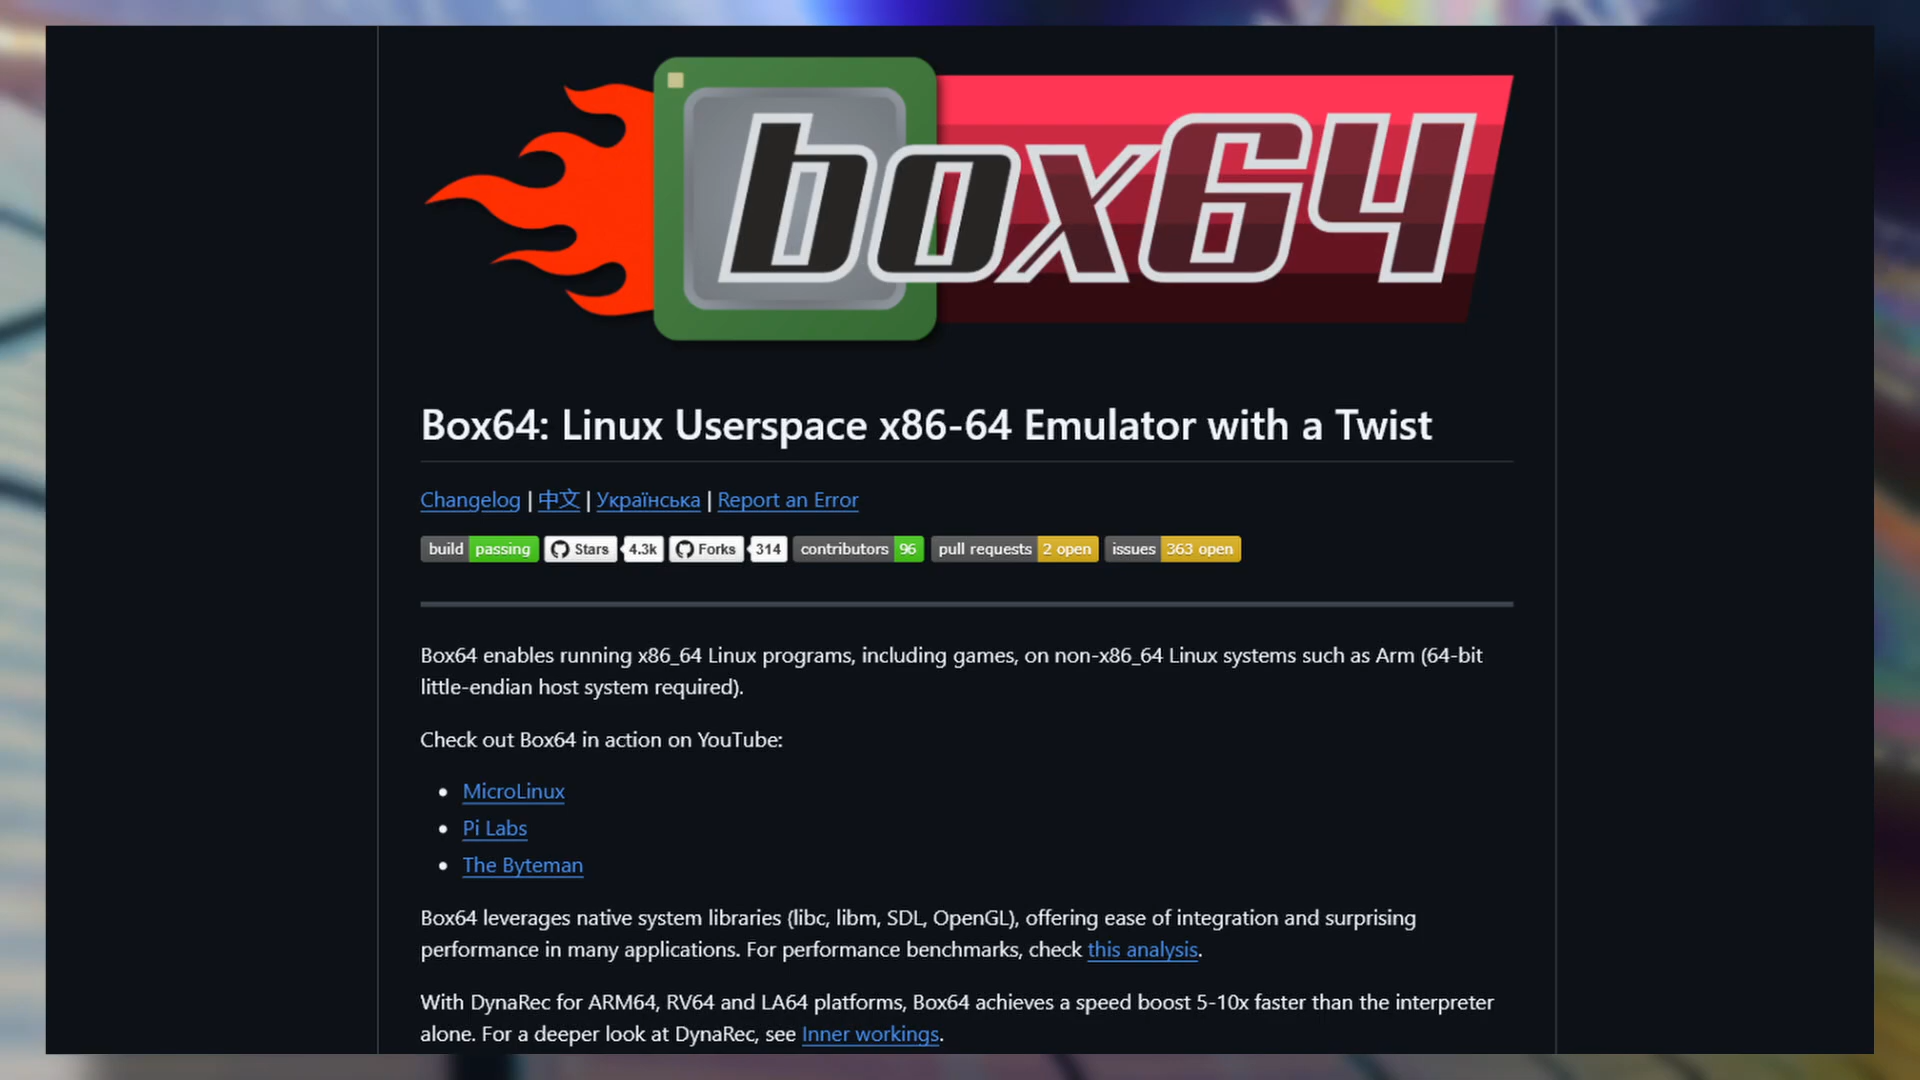 box64
Box64: Linux Userspace x86-64 Emulator with a Twist
Changelog | 中文 | Українська | Report an Error
build passing Stars 4.3k Forks 314 contributors 96 pull requests 2 open issues 363 open
Box64 enables running x86_64 Linux programs, including games, on non-x86_64 Linux systems such as Arm (64-bit
little-endian host system required).
Check out Box64 in action on YouTube:
• MicroLinux
• Pi Labs
• The Byteman
Box64 leverages native system libraries (libc, libm, SDL, OpenGL), offering ease of integration and surprising
performance in many applications. For performance benchmarks, check this analysis.
With DynaRec for ARM64, RV64 and LA64 platforms, Box64 achieves a speed boost 5-10x faster than the interpreter
alone. For a deeper look at DynaRec, see Inner workings.